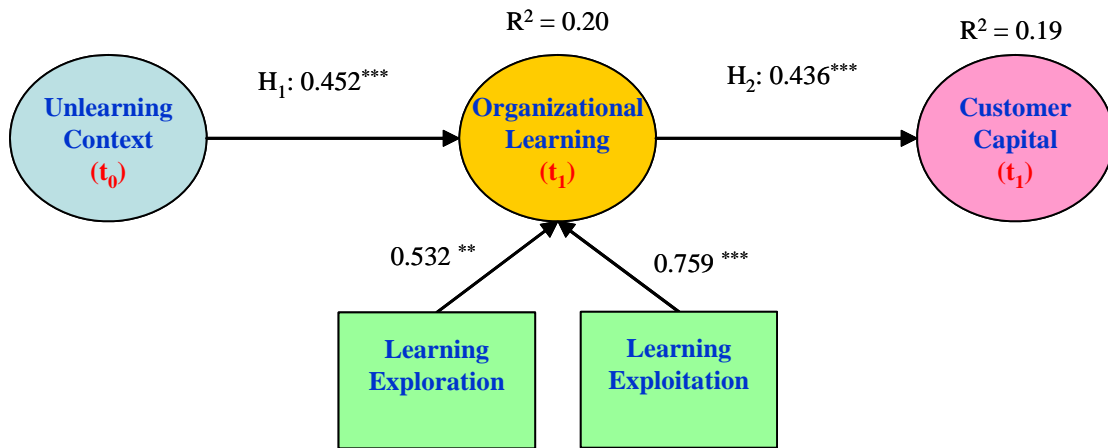 R² = 0.20
R² = 0.19
H₁: 0.452***
H₂: 0.436***
Unlearning
Context
(t₀)
Organizational
Learning
(t₁)
Customer
Capital
(t₁)
0.532 **
0.759 ***
Learning
Exploration
Learning
Exploitation